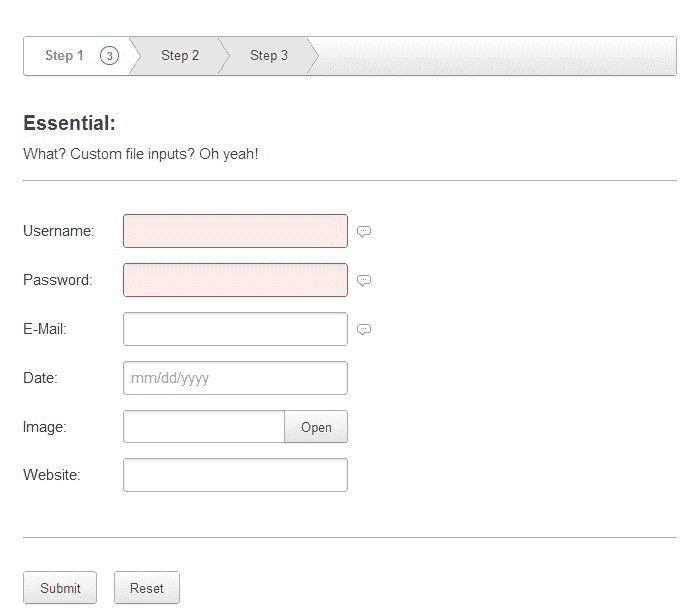 Step 1 3 Step 2 Step 3
Essential:
What? Custom file inputs? Oh yeah!
Username:
Password:
E-Mail:
Date: mm/dd/yyyy
Image: Open
Website:
Submit Reset